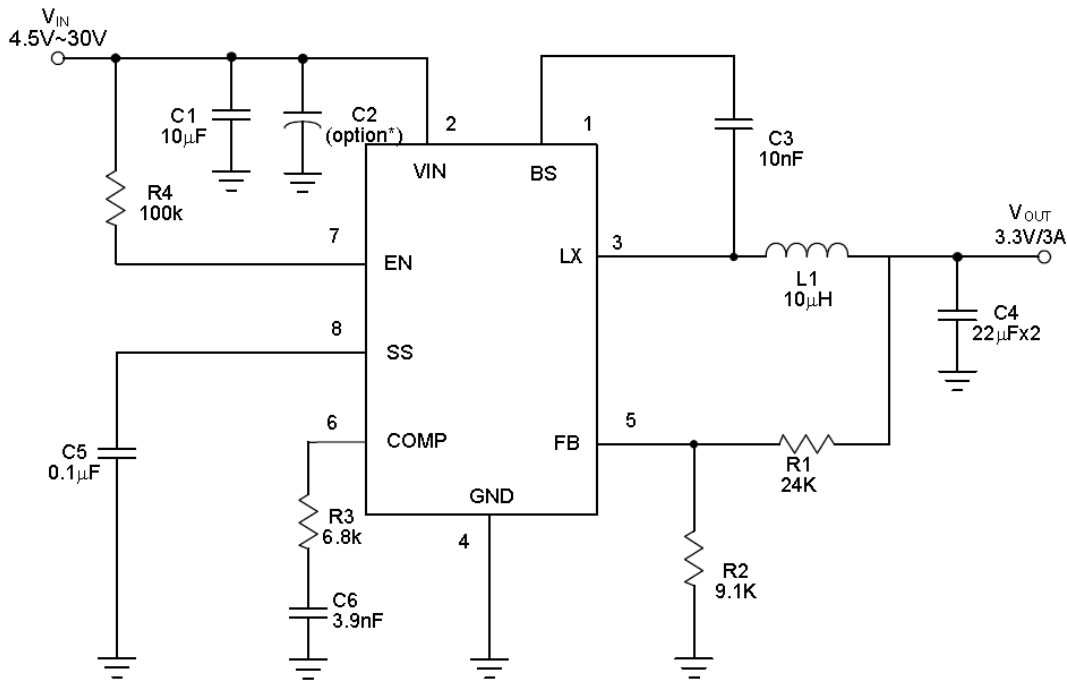 VIN
4.5V~30V
C1
10μF
C2
(option*)
2
1
C3
10nF
VIN
BS
R4
100k
7
EN
LX
3
L1
10μH
VOUT
3.3V/3A
C4
22μFx2
8
SS
6
COMP
FB
5
R1
24K
C5
0.1μF
GND
4
R3
6.8k
C6
3.9nF
R2
9.1K